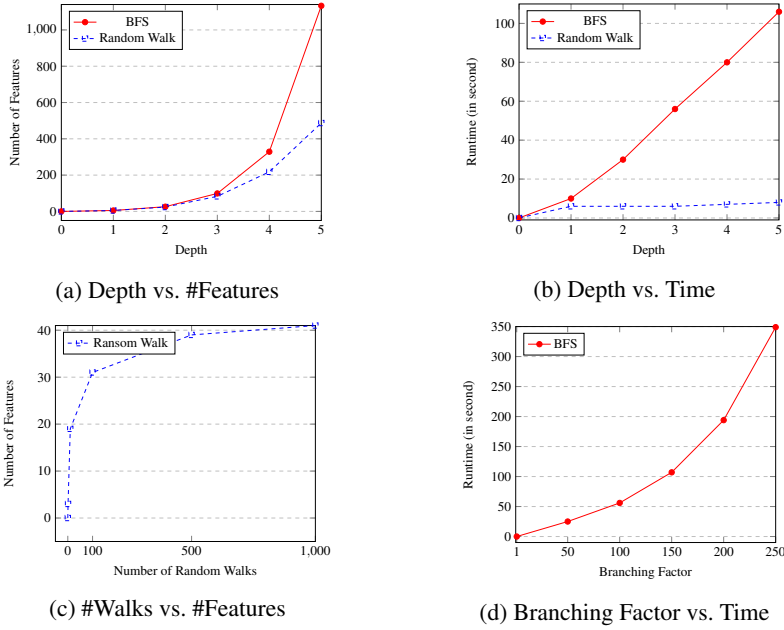 BFS
Random Walk
1,000
800
600
400
200
0
Number of Features
0 1 2 3 4 5
Depth
(a) Depth vs. #Features
BFS
Random Walk
100
80
60
40
20
0
Runtime (in second)
0 1 2 3 4 5
Depth
(b) Depth vs. Time
Ransom Walk
40
30
20
10
0
Number of Features
0 100 500 1,000
Number of Random Walks
(c) #Walks vs. #Features
BFS
350
300
250
200
150
100
50
0
Runtime (in second)
1 50 100 150 200 250
Branching Factor
(d) Branching Factor vs. Time